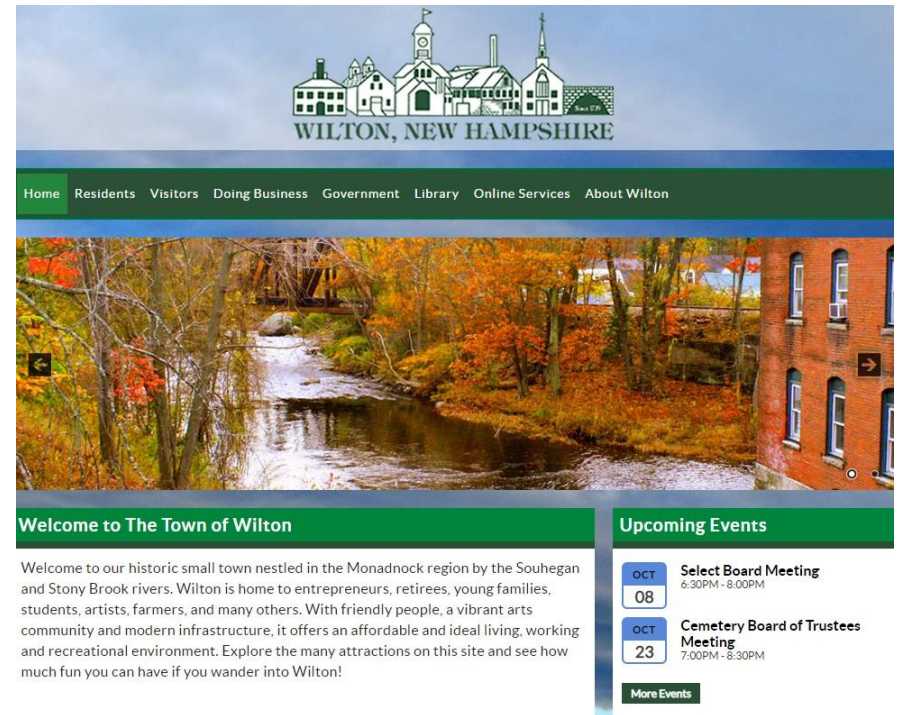 Since 1739
WILTON, NEW HAMPSHIRE
Home Residents Visitors Doing Business Government Library Online Services About Wilton
Welcome to The Town of Wilton
Welcome to our historic small town nestled in the Monadnock region by the Souhegan
and Stony Brook rivers. Wilton is home to entrepreneurs, retirees, young families,
students, artists, farmers, and many others. With friendly people, a vibrant arts
community and modern infrastructure, it offers an affordable and ideal living, working
and recreational environment. Explore the many attractions on this site and see how
much fun you can have if you wander into Wilton!
Upcoming Events
OCT
08
Select Board Meeting
6:30PM - 8:00PM
OCT
23
Cemetery Board of Trustees
Meeting
7:00PM - 8:30PM
More Events